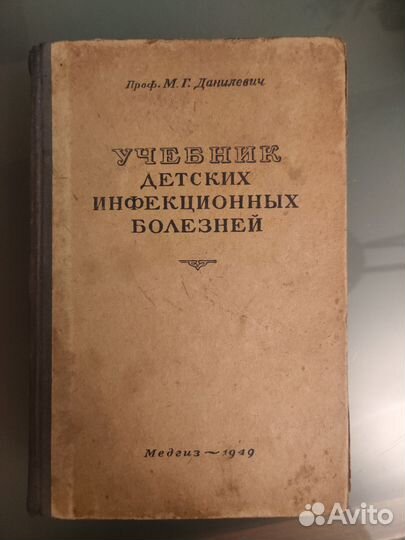 Проф. М. Г. Данилевич
УЧЕБНИК
ДЕТСКИХ
ИНФЕКЦИОННЫХ
БОЛЕЗНЕЙ
Медгиз — 1949
Avito